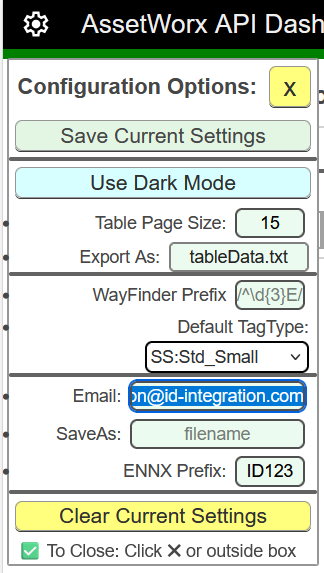 AssetWorx API Dash
Configuration Options: X
Save Current Settings
Use Dark Mode
Table Page Size: 15
Export As: tableData.txt
WayFinder Prefix /^\d{3}E/
Default TagType:
SS:Std_Small
Email: on@id-integration.com
SaveAs: filename
ENNX Prefix: ID123
Clear Current Settings
✅ To Close: Click ✕ or outside box